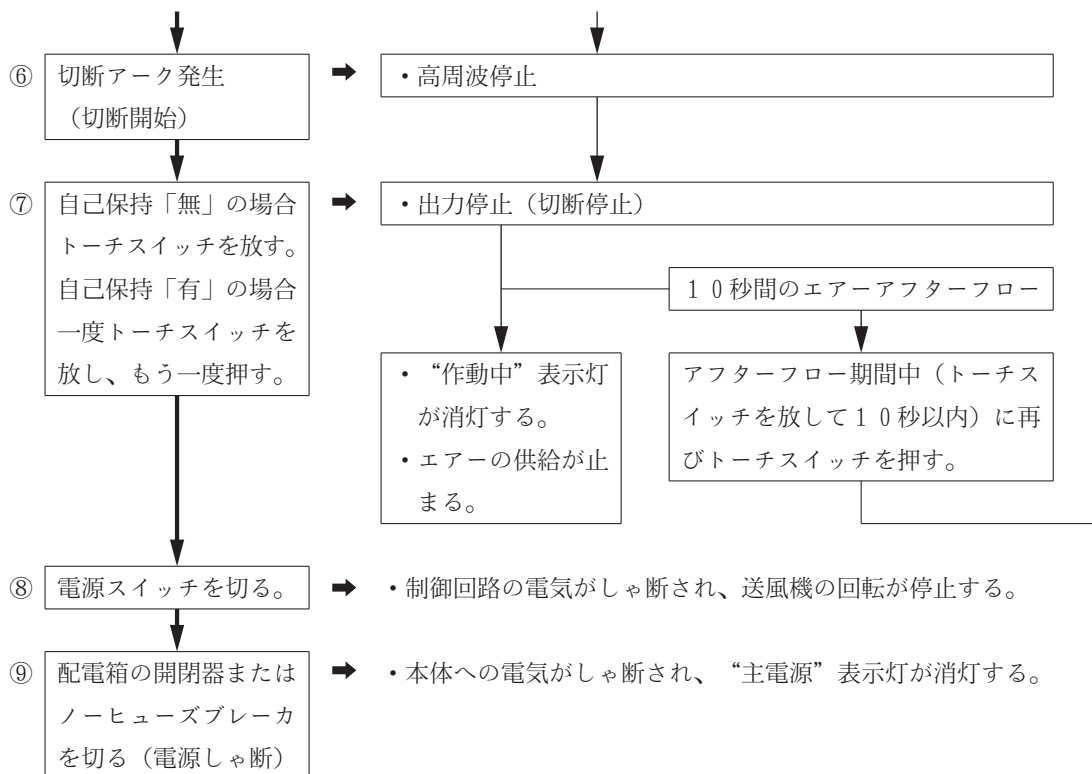 ⑥ 切断アーク発生
（切断開始）
・高周波停止
⑦ 自己保持「無」の場合
トーチスイッチを放す。
自己保持「有」の場合
一度トーチスイッチを
放し、もう一度押す。
・出力停止（切断停止）
１０秒間のエアーアフターフロー
・“作動中”表示灯
が消灯する。
・エアーの供給が止
まる。
アフターフロー期間中（トーチス
イッチを放して１０秒以内）に再
びトーチスイッチを押す。
⑧ 電源スイッチを切る。
・制御回路の電気がしゃ断され、送風機の回転が停止する。
⑨ 配電箱の開閉器または
ノーヒューズブレーカ
を切る（電源しゃ断）
・本体への電気がしゃ断され、“主電源”表示灯が消灯する。